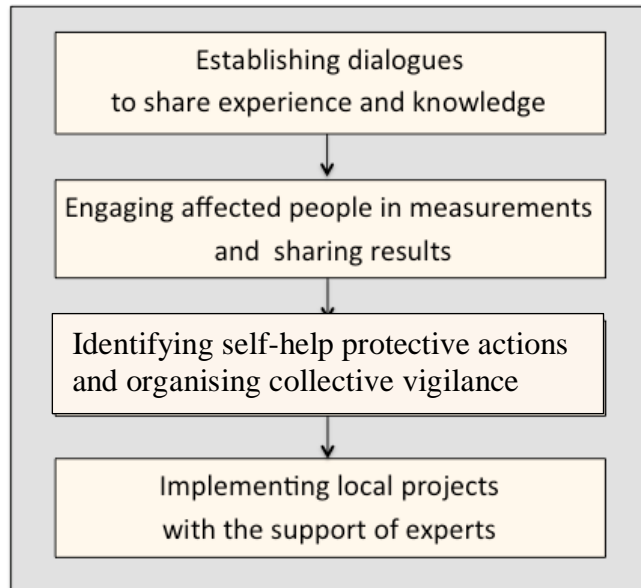 Establishing dialogues
to share experience and knowledge
Engaging affected people in measurements
and sharing results
Identifying self-help protective actions
and organising collective vigilance
Implementing local projects
with the support of experts